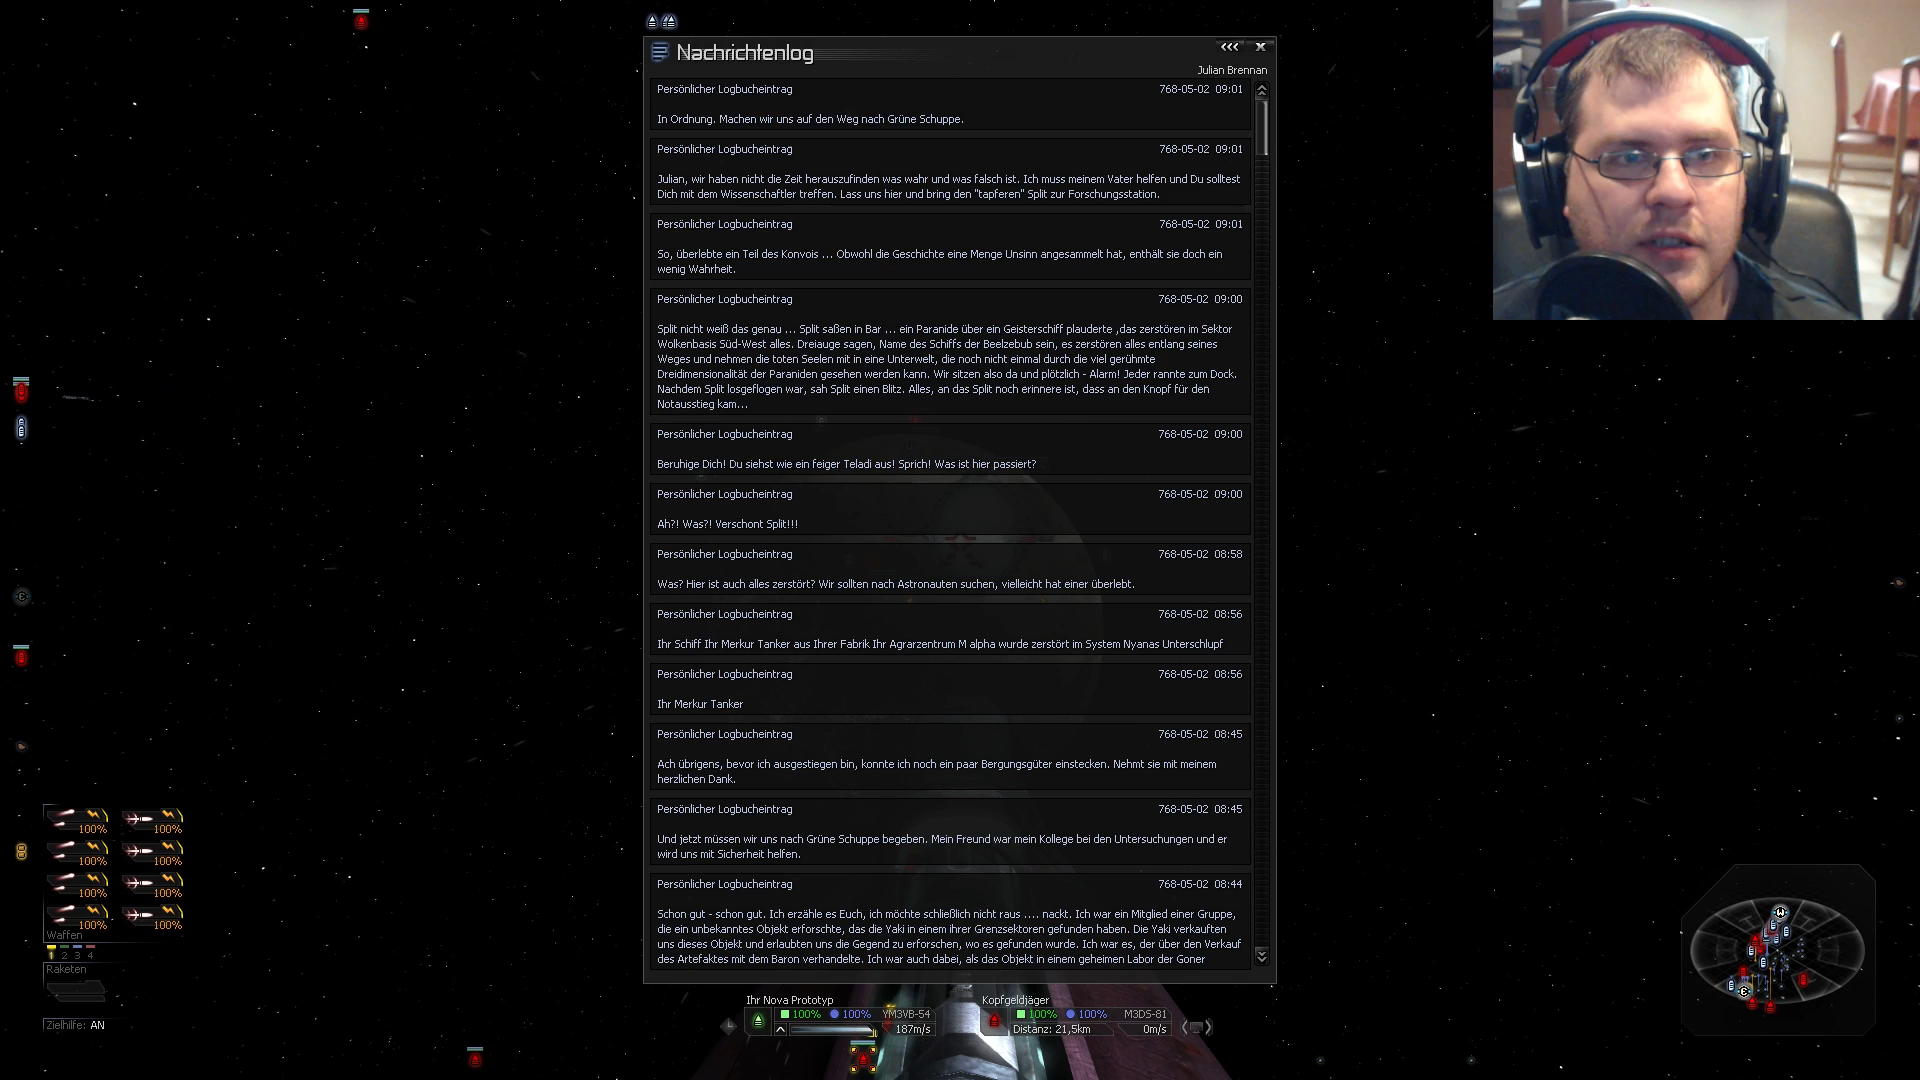 Nachrichtenlog
Julian Brennan
Persönlicher Logbucheintrag 768-05-02 09:01
In Ordnung. Machen wir uns auf den Weg nach Grüne Schuppe.
Persönlicher Logbucheintrag 768-05-02 09:01
Julian, wir haben nicht die Zeit herauszufinden was wahr und was falsch ist. Ich muss meinem Vater helfen und Du solltest
Dich mit dem Wissenschaftler treffen. Lass uns hier und bring den "tapferen" Split zur Forschungsstation.
Persönlicher Logbucheintrag 768-05-02 09:01
So, überlebte ein Teil des Konvois ... Obwohl die Geschichte eine Menge Unsinn angesammelt hat, enthält sie doch ein
wenig Wahrheit.
Persönlicher Logbucheintrag 768-05-02 09:00
Split nicht weiß das genau ... Split saßen in Bar ... ein Paranide über ein Geisterschiff plauderte ,das zerstören im Sektor
Wolkenbasis Süd-West alles. Dreiauge sagen, Name des Schiffs der Beelzebub sein, es zerstören alles entlang seines
Weges und nehmen die toten Seelen mit in eine Unterwelt, die noch nicht einmal durch die viel gerühmte
Dreidimensionalität der Paraniden gesehen werden kann. Wir sitzen also da und plötzlich - Alarm! Jeder rannte zum Dock.
Nachdem Split losgeflogen war, sah Split einen Blitz. Alles, an das Split noch erinnere ist, dass an den Knopf für den
Notausstieg kam...
Persönlicher Logbucheintrag 768-05-02 09:00
Beruhige Dich! Du siehst wie ein feiger Teladi aus! Sprich! Was ist hier passiert?
Persönlicher Logbucheintrag 768-05-02 09:00
Ah?! Was?! Verschont Split!!!
Persönlicher Logbucheintrag 768-05-02 08:58
Was? Hier ist auch alles zerstört? Wir sollten nach Astronauten suchen, vielleicht hat einer überlebt.
Persönlicher Logbucheintrag 768-05-02 08:56
Ihr Schiff Ihr Merkur Tanker aus Ihrer Fabrik Ihr Agrarzentrum M alpha wurde zerstört im System Nyanas Unterschlupf
Persönlicher Logbucheintrag 768-05-02 08:56
Ihr Merkur Tanker
Persönlicher Logbucheintrag 768-05-02 08:45
Ach übrigens, bevor ich ausgestiegen bin, konnte ich noch ein paar Bergungsgüter einstecken. Nehmt sie mit meinem
herzlichen Dank.
Persönlicher Logbucheintrag 768-05-02 08:45
Und jetzt müssen wir uns nach Grüne Schuppe begeben. Mein Freund war mein Kollege bei den Untersuchungen und er
wird uns mit Sicherheit helfen.
Persönlicher Logbucheintrag 768-05-02 08:44
Schon gut - schon gut. Ich erzähle es Euch, ich möchte schließlich nicht raus .... nackt. Ich war ein Mitglied einer Gruppe,
die ein unbekanntes Objekt erforschte, das die Yaki in einem ihrer Grenzsektoren gefunden haben. Die Yaki verkauften
uns dieses Objekt und erlaubten uns die Gegend zu erforschen, wo es gefunden wurde. Ich war es, der über den Verkauf
des Artefaktes mit dem Baron verhandelte. Ich war auch dabei, als das Objekt in einem geheimen Labor der Goner
100% 100%
100% 100%
100% 100%
100% 100%
Waffen
1 2 3 4
Raketen
Zielhilfe: AN
Ihr Nova Prototyp
100% 100% YM3VB-54
187m/s
Kopfgeldjäger
100% 100% M3DS-81
Distanz: 21,5km 0m/s